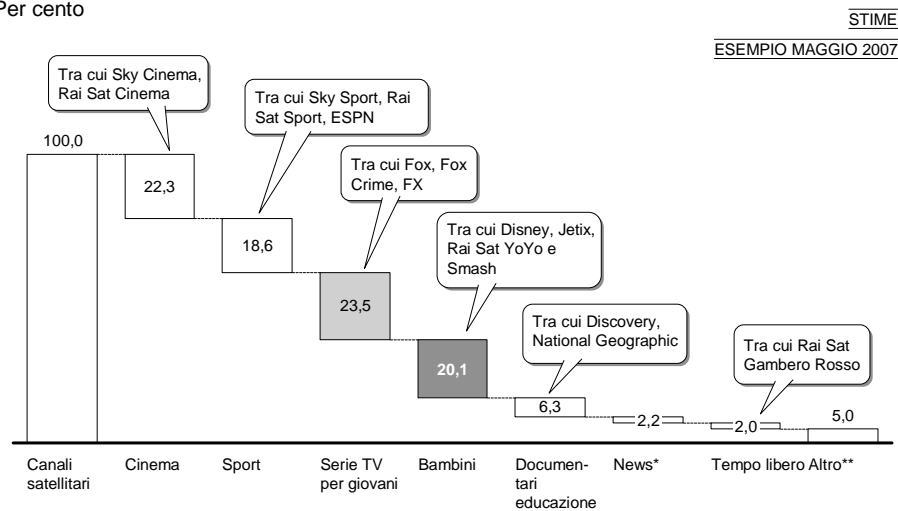 Per cento
STIME
ESEMPIO MAGGIO 2007
Tra cui Sky Cinema,
Rai Sat Cinema
Tra cui Sky Sport, Rai
Sat Sport, ESPN
Tra cui Fox, Fox
Crime, FX
Tra cui Disney, Jetix,
Rai Sat YoYo e
Smash
Tra cui Discovery,
National Geographic
Tra cui Rai Sat
Gambero Rosso
100,0
22,3
18,6
23,5
20,1
6,3
2,2
2,0
5,0
Canali
satellitari
Cinema
Sport
Serie TV
per giovani
Bambini
Documen-
tari
educazione
News*
Tempo libero
Altro**